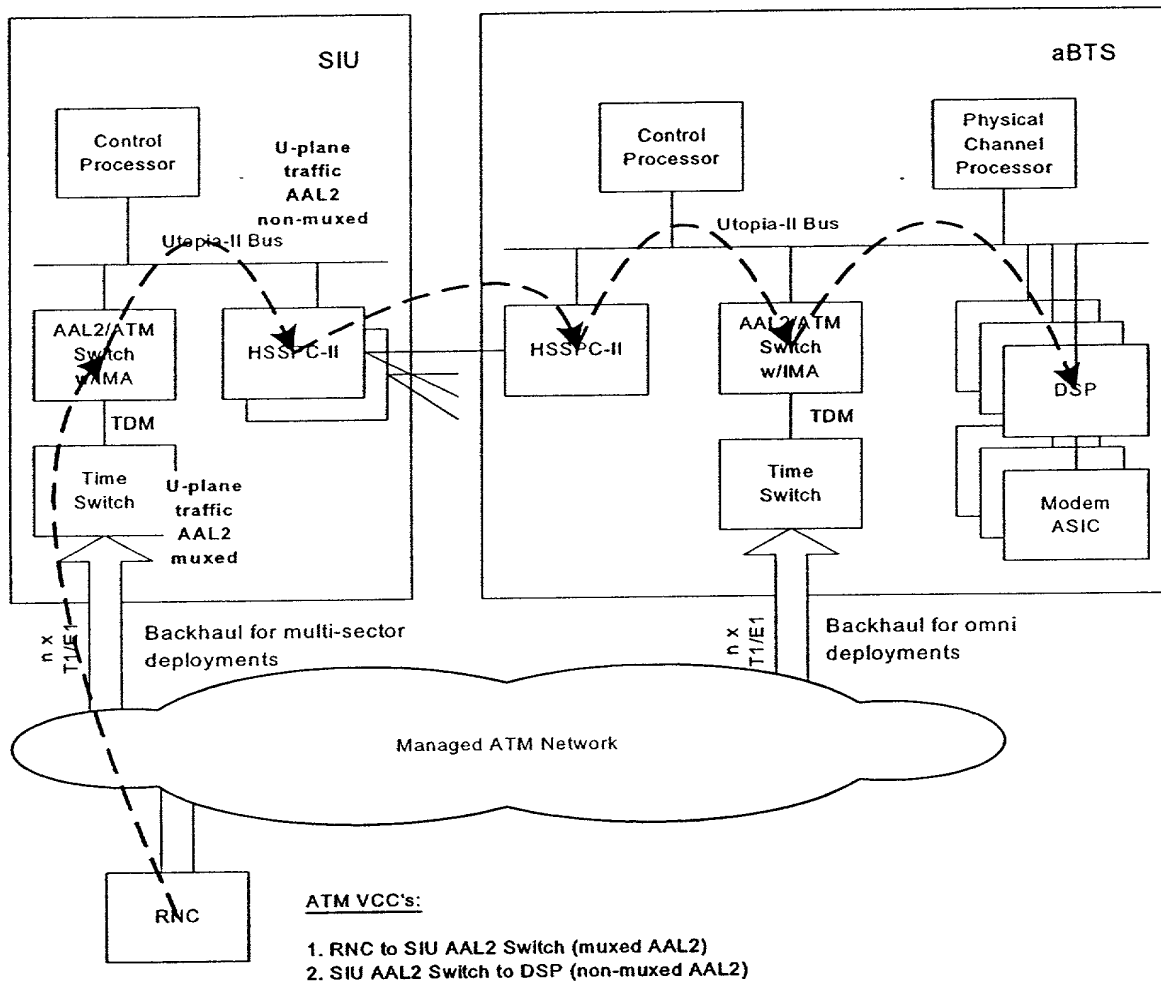 SIU
aBTS
Control
Processor
U-plane
traffic
AAL2
non-muxed
Control
Processor
Physical
Channel
Processor
Utopia-II Bus
Utopia-II Bus
AAL2/ATM
Switch
w/IMA
HSSPC-II
HSSPC-II
AAL2/ATM
Switch
w/IMA
DSP
TDM
TDM
Time
Switch
U-plane
traffic
AAL2
muxed
Time
Switch
Modem
ASIC
n x
T1/E1
Backhaul for multi-sector
deployments
n x
T1/E1
Backhaul for omni
deployments
Managed ATM Network
RNC
ATM VCC's:
1. RNC to SIU AAL2 Switch (muxed AAL2)
2. SIU AAL2 Switch to DSP (non-muxed AAL2)